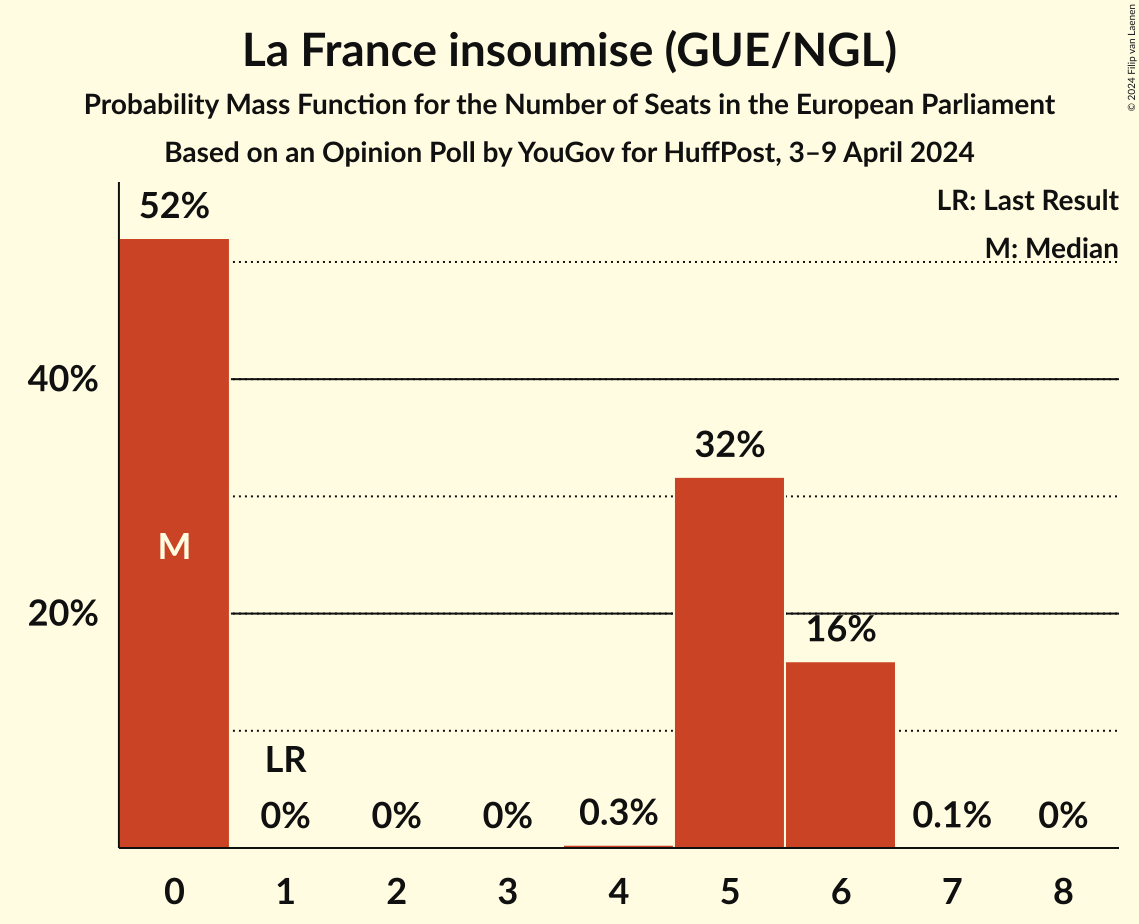 La France insoumise (GUE/NGL)
Probability Mass Function for the Number of Seats in the European Parliament
Based on an Opinion Poll by YouGov for HuffPost, 3–9 April 2024
© 2024 Filip van Laenen
LR: Last Result
M: Median
52%
40%
32%
M
20%
16%
LR
0%
0%
0%
0.3%
0.1%
0%
0 1 2 3 4 5 6 7 8